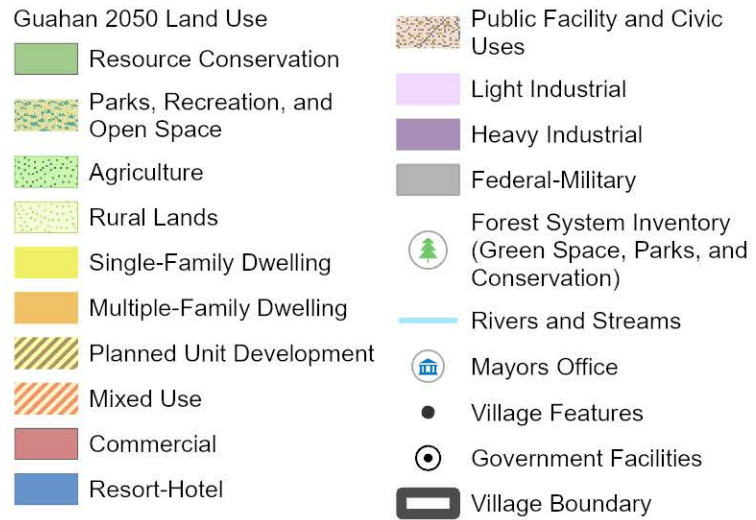 Guahan 2050 Land Use
Resource Conservation
Parks, Recreation, and
Open Space
Agriculture
Rural Lands
Single-Family Dwelling
Multiple-Family Dwelling
Planned Unit Development
Mixed Use
Commercial
Resort-Hotel
Public Facility and Civic
Uses
Light Industrial
Heavy Industrial
Federal-Military
Forest System Inventory
(Green Space, Parks, and
Conservation)
Rivers and Streams
Mayors Office
Village Features
Government Facilities
Village Boundary